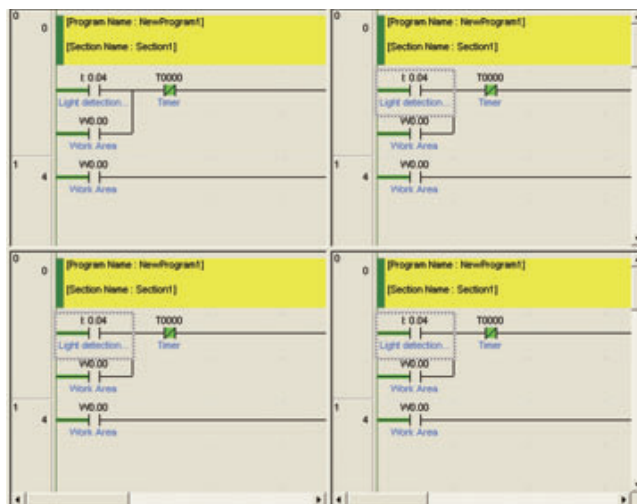 0 0 [Program Name : NewProgram1]
[Section Name : Section1]
I: 0.04 T0000
Light detection... Timer
W0.00
Work Area
1 4 W0.00
Work Area
0 0 [Program Name : NewProgram1]
[Section Name : Section1]
I: 0.04 T0000
Light detection... Timer
W0.00
Work Area
1 4 W0.00
Work Area
0 0 [Program Name : NewProgram1]
[Section Name : Section1]
I: 0.04 T0000
Light detection... Timer
W0.00
Work Area
1 4 W0.00
Work Area
0 0 [Program Name : NewProgram1]
[Section Name : Section1]
I: 0.04 T0000
Light detection... Timer
W0.00
Work Area
1 4 W0.00
Work Area